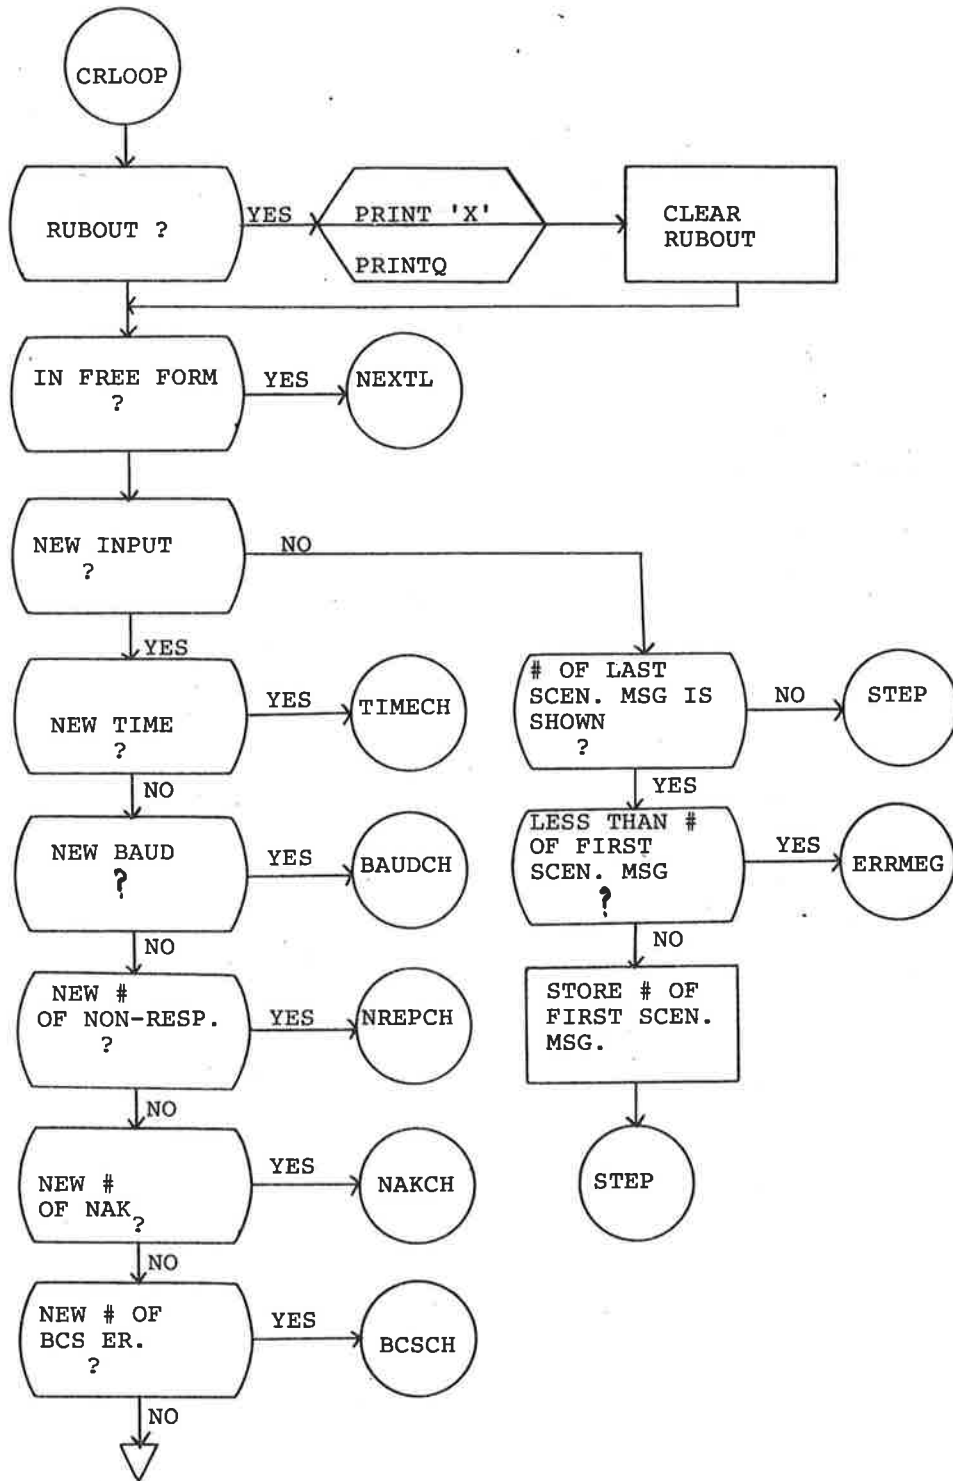 CRLOOP
RUBOUT ?
YES
PRINT 'X'
PRINTQ
CLEAR
RUBOUT
IN FREE FORM
?
YES
NEXTL
NEW INPUT
?
NO
YES
NEW TIME
?
YES
TIMECH
# OF LAST
SCEN. MSG IS
SHOWN
?
NO
STEP
NO
YES
NEW BAUD
?
YES
BAUDCH
LESS THAN #
OF FIRST
SCEN. MSG
?
YES
ERRMEG
NO
NO
NEW #
OF NON-RESP.
?
YES
NREPCH
STORE # OF
FIRST SCEN.
MSG.
NO
NEW #
OF NAK
?
YES
NAKCH
STEP
NO
NEW # OF
BCS ER.
?
YES
BCSCH
NO